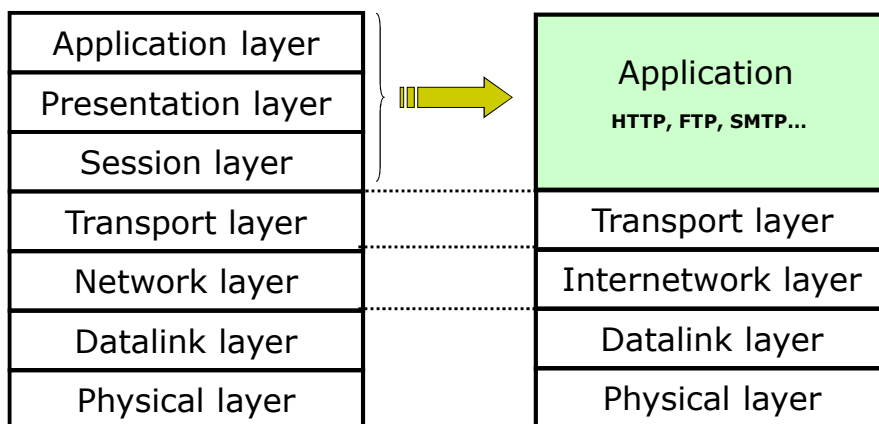 Application layer
Presentation layer
Session layer
Transport layer
Network layer
Datalink layer
Physical layer
Application
HTTP, FTP, SMTP...
Transport layer
Internetwork layer
Datalink layer
Physical layer